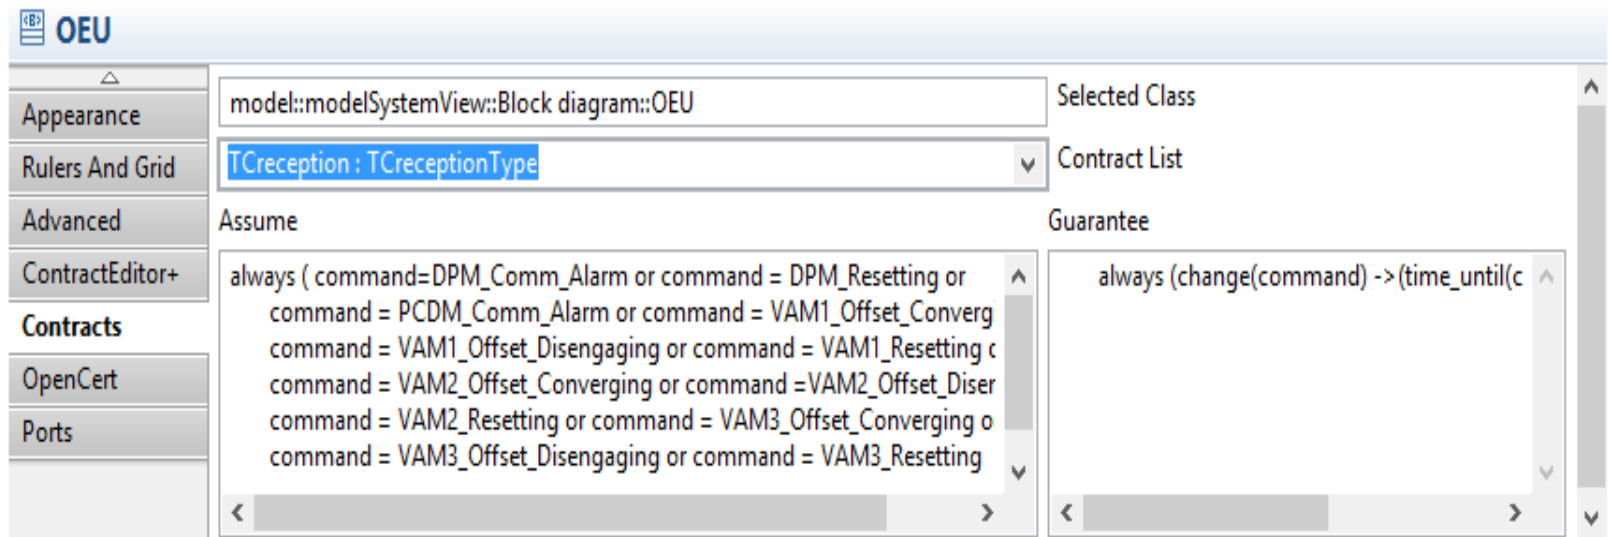 <B>
OEU
Appearance
Rulers And Grid
Advanced
ContractEditor+
Contracts
OpenCert
Ports
model::modelSystemView::Block diagram::OEU
Selected Class
TCreception : TCreceptionType
Contract List
Assume
Guarantee
always ( command=DPM_Comm_Alarm or command = DPM_Resetting or
command = PCDM_Comm_Alarm or command = VAM1_Offset_Convergi
command = VAM1_Offset_Disengaging or command = VAM1_Resetting o
command = VAM2_Offset_Converging or command =VAM2_Offset_Disen
command = VAM2_Resetting or command = VAM3_Offset_Converging o
command = VAM3_Offset_Disengaging or command = VAM3_Resetting
always (change(command) ->(time_until(c